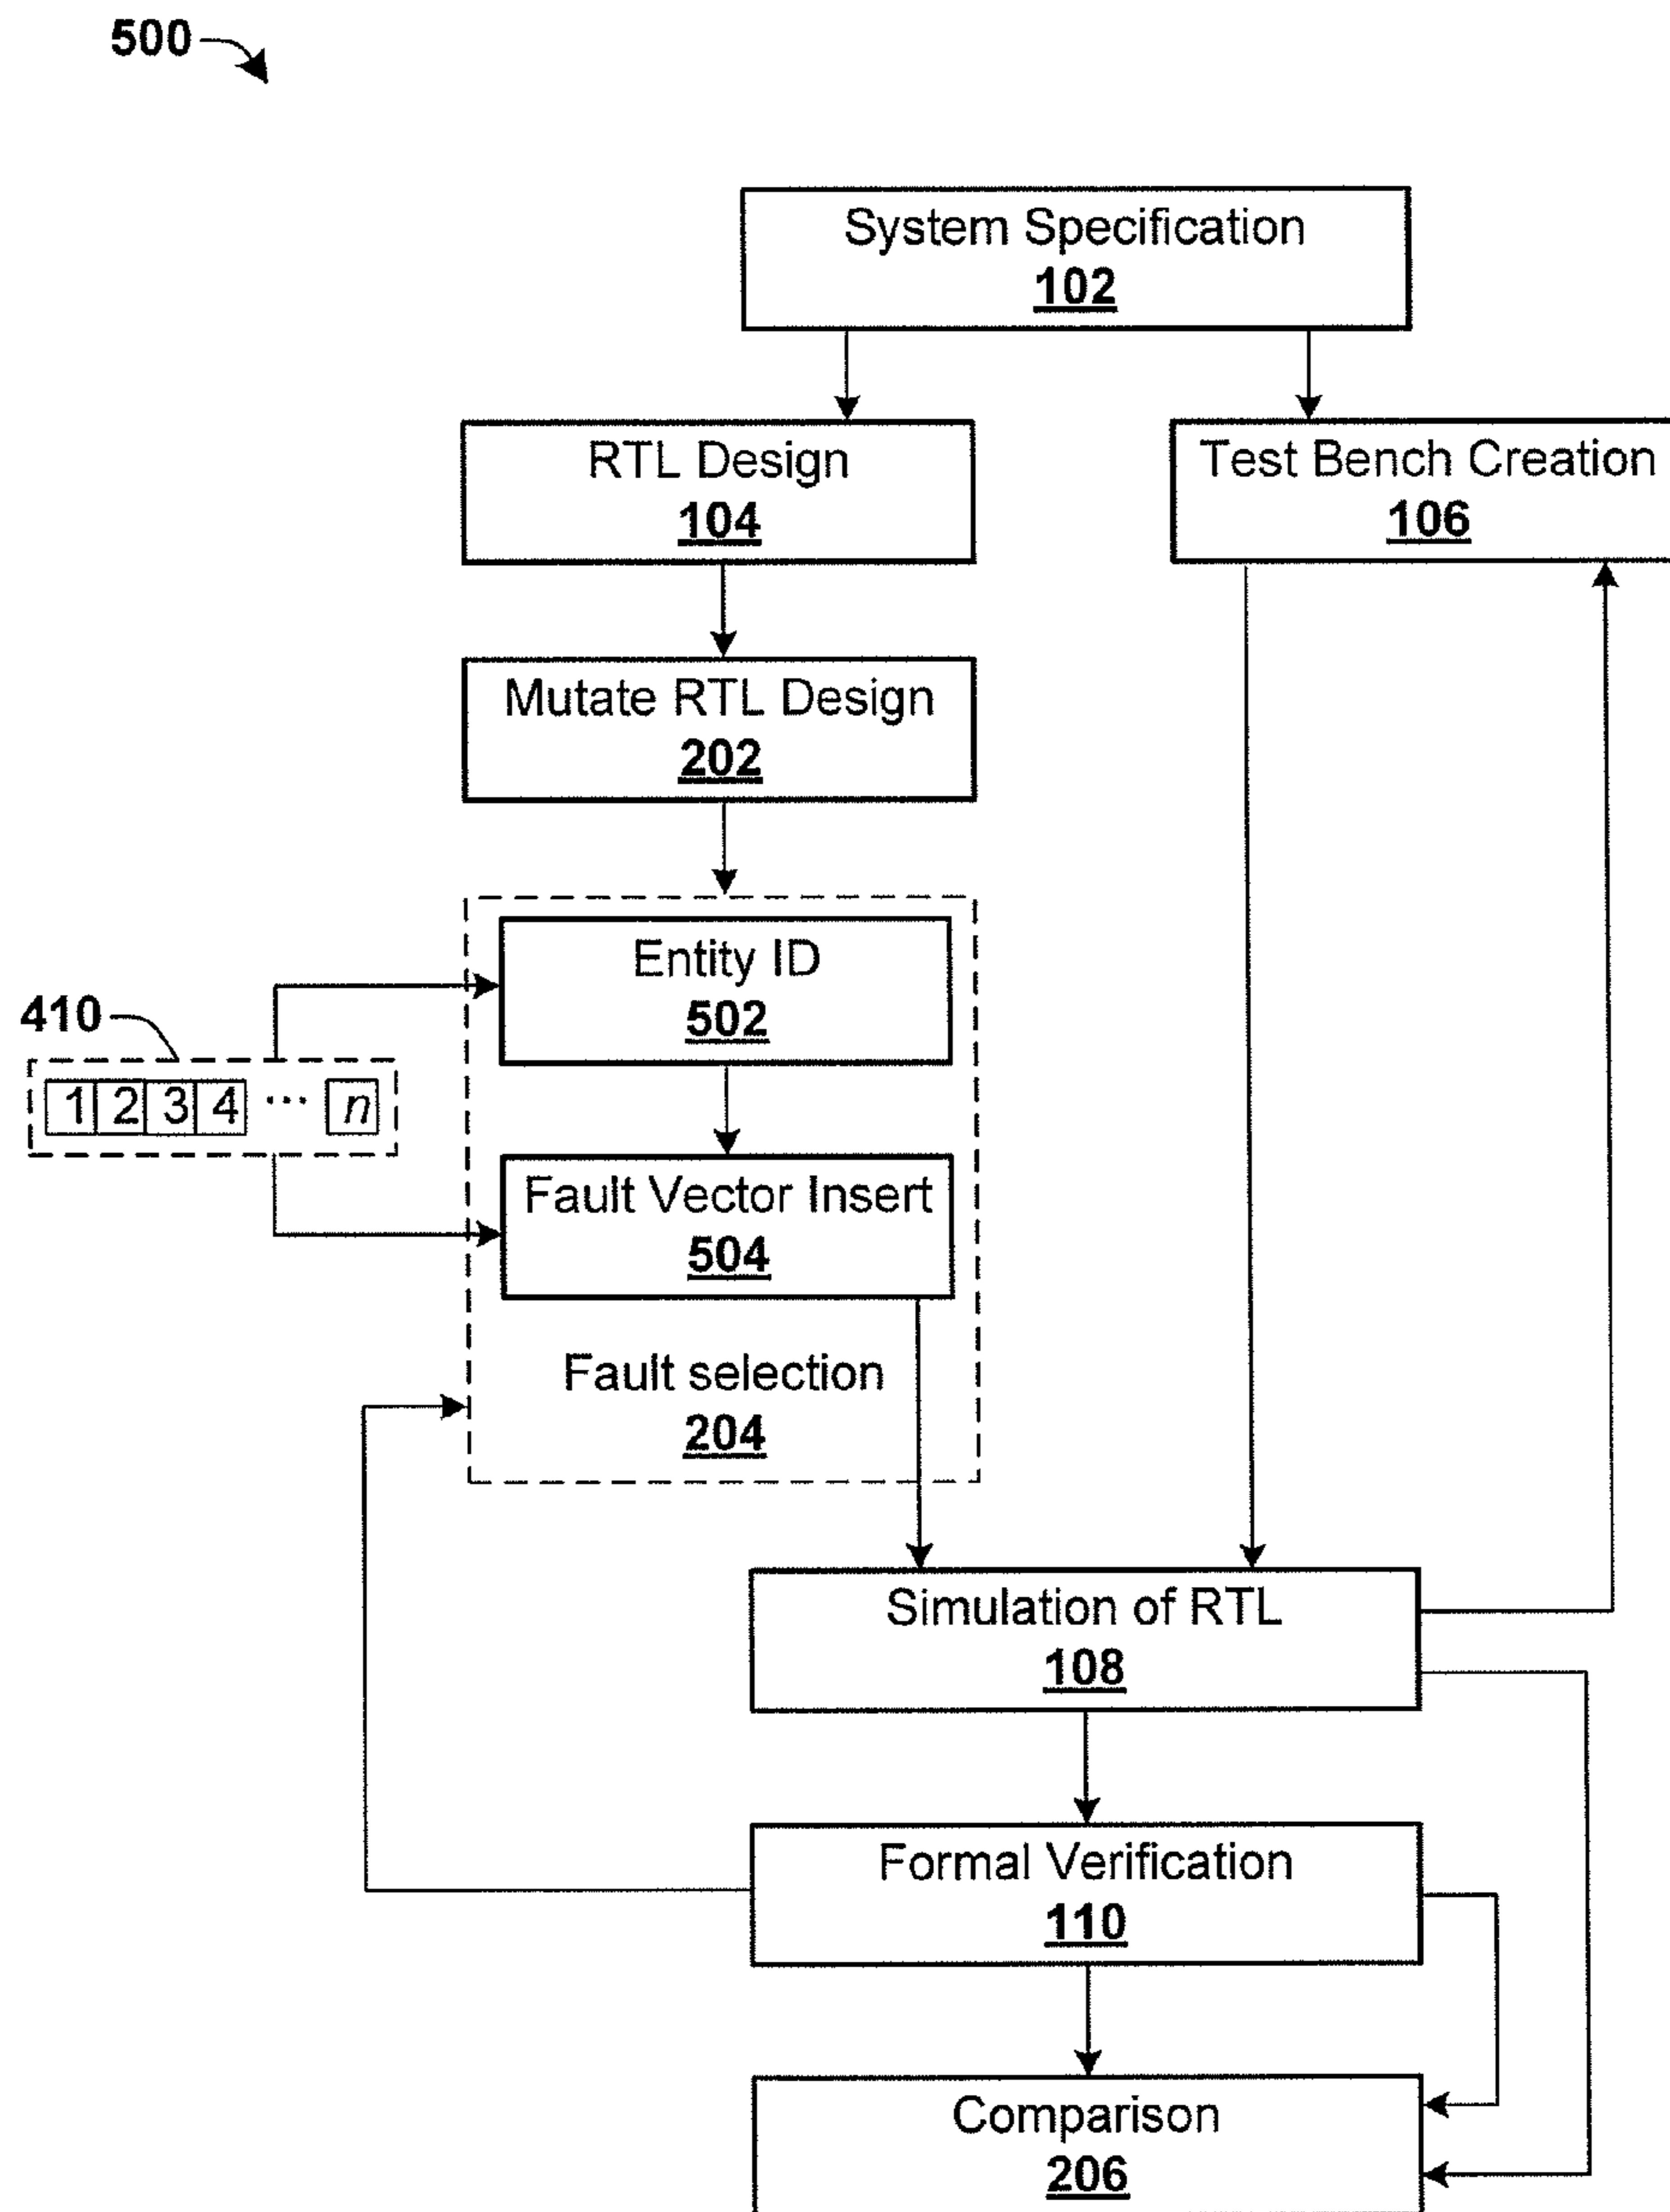 500
System Specification
102
RTL Design
104
Test Bench Creation
106
Mutate RTL Design
202
Entity ID
502
410
1 2 3 4 ... n
Fault Vector Insert
504
Fault selection
204
Simulation of RTL
108
Formal Verification
110
Comparison
206